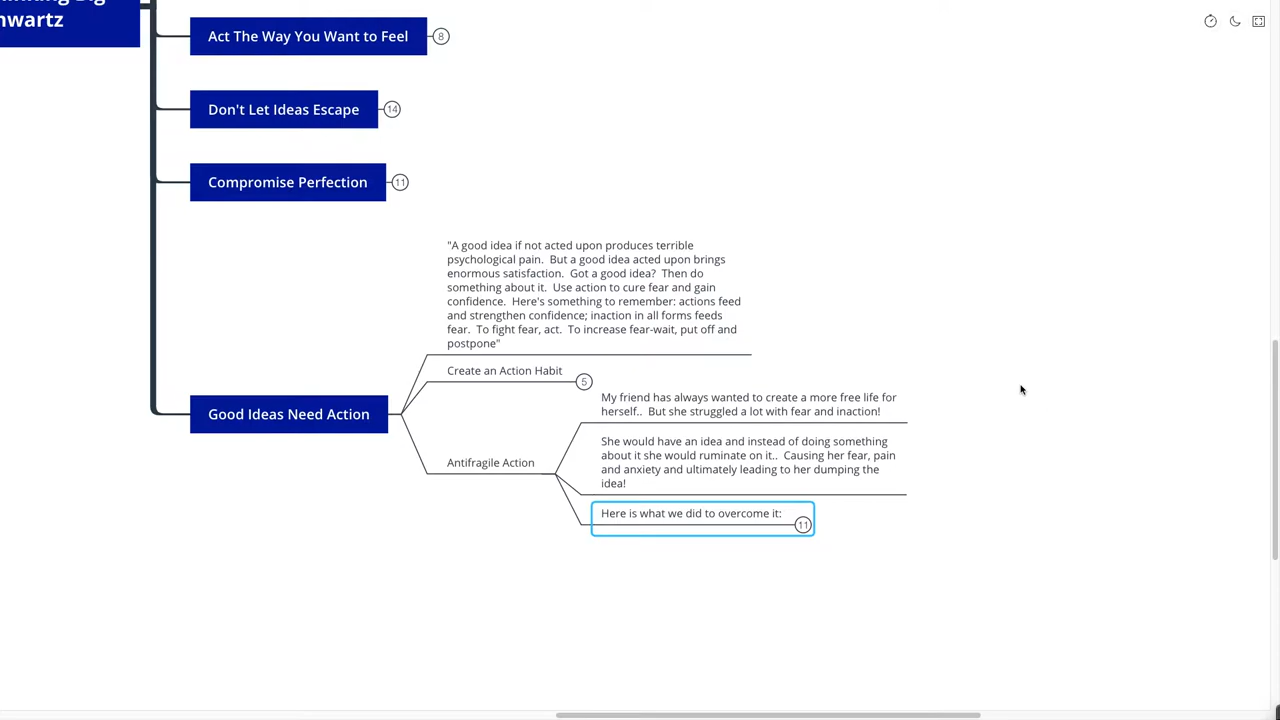 hwartz
Act The Way You Want to Feel
8
Don't Let Ideas Escape
14
Compromise Perfection
11
"A good idea if not acted upon produces terrible
psychological pain.  But a good idea acted upon brings
enormous satisfaction.  Got a good idea?  Then do
something about it.  Use action to cure fear and gain
confidence.  Here's something to remember: actions feed
and strengthen confidence; inaction in all forms feeds
fear.  To fight fear, act.  To increase fear-wait, put off and
postpone"
Create an Action Habit
5
Good Ideas Need Action
My friend has always wanted to create a more free life for
herself..  But she struggled a lot with fear and inaction!
She would have an idea and instead of doing something
about it she would ruminate on it..  Causing her fear, pain
and anxiety and ultimately leading to her dumping the
idea!
Antifragile Action
Here is what we did to overcome it:
11